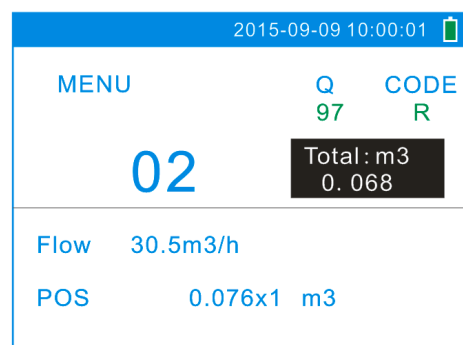 2015-09-09 10:00:01
MENU Q CODE
97 R
02 Total:m3
0.068
Flow 30.5m3/h
POS 0.076x1 m3